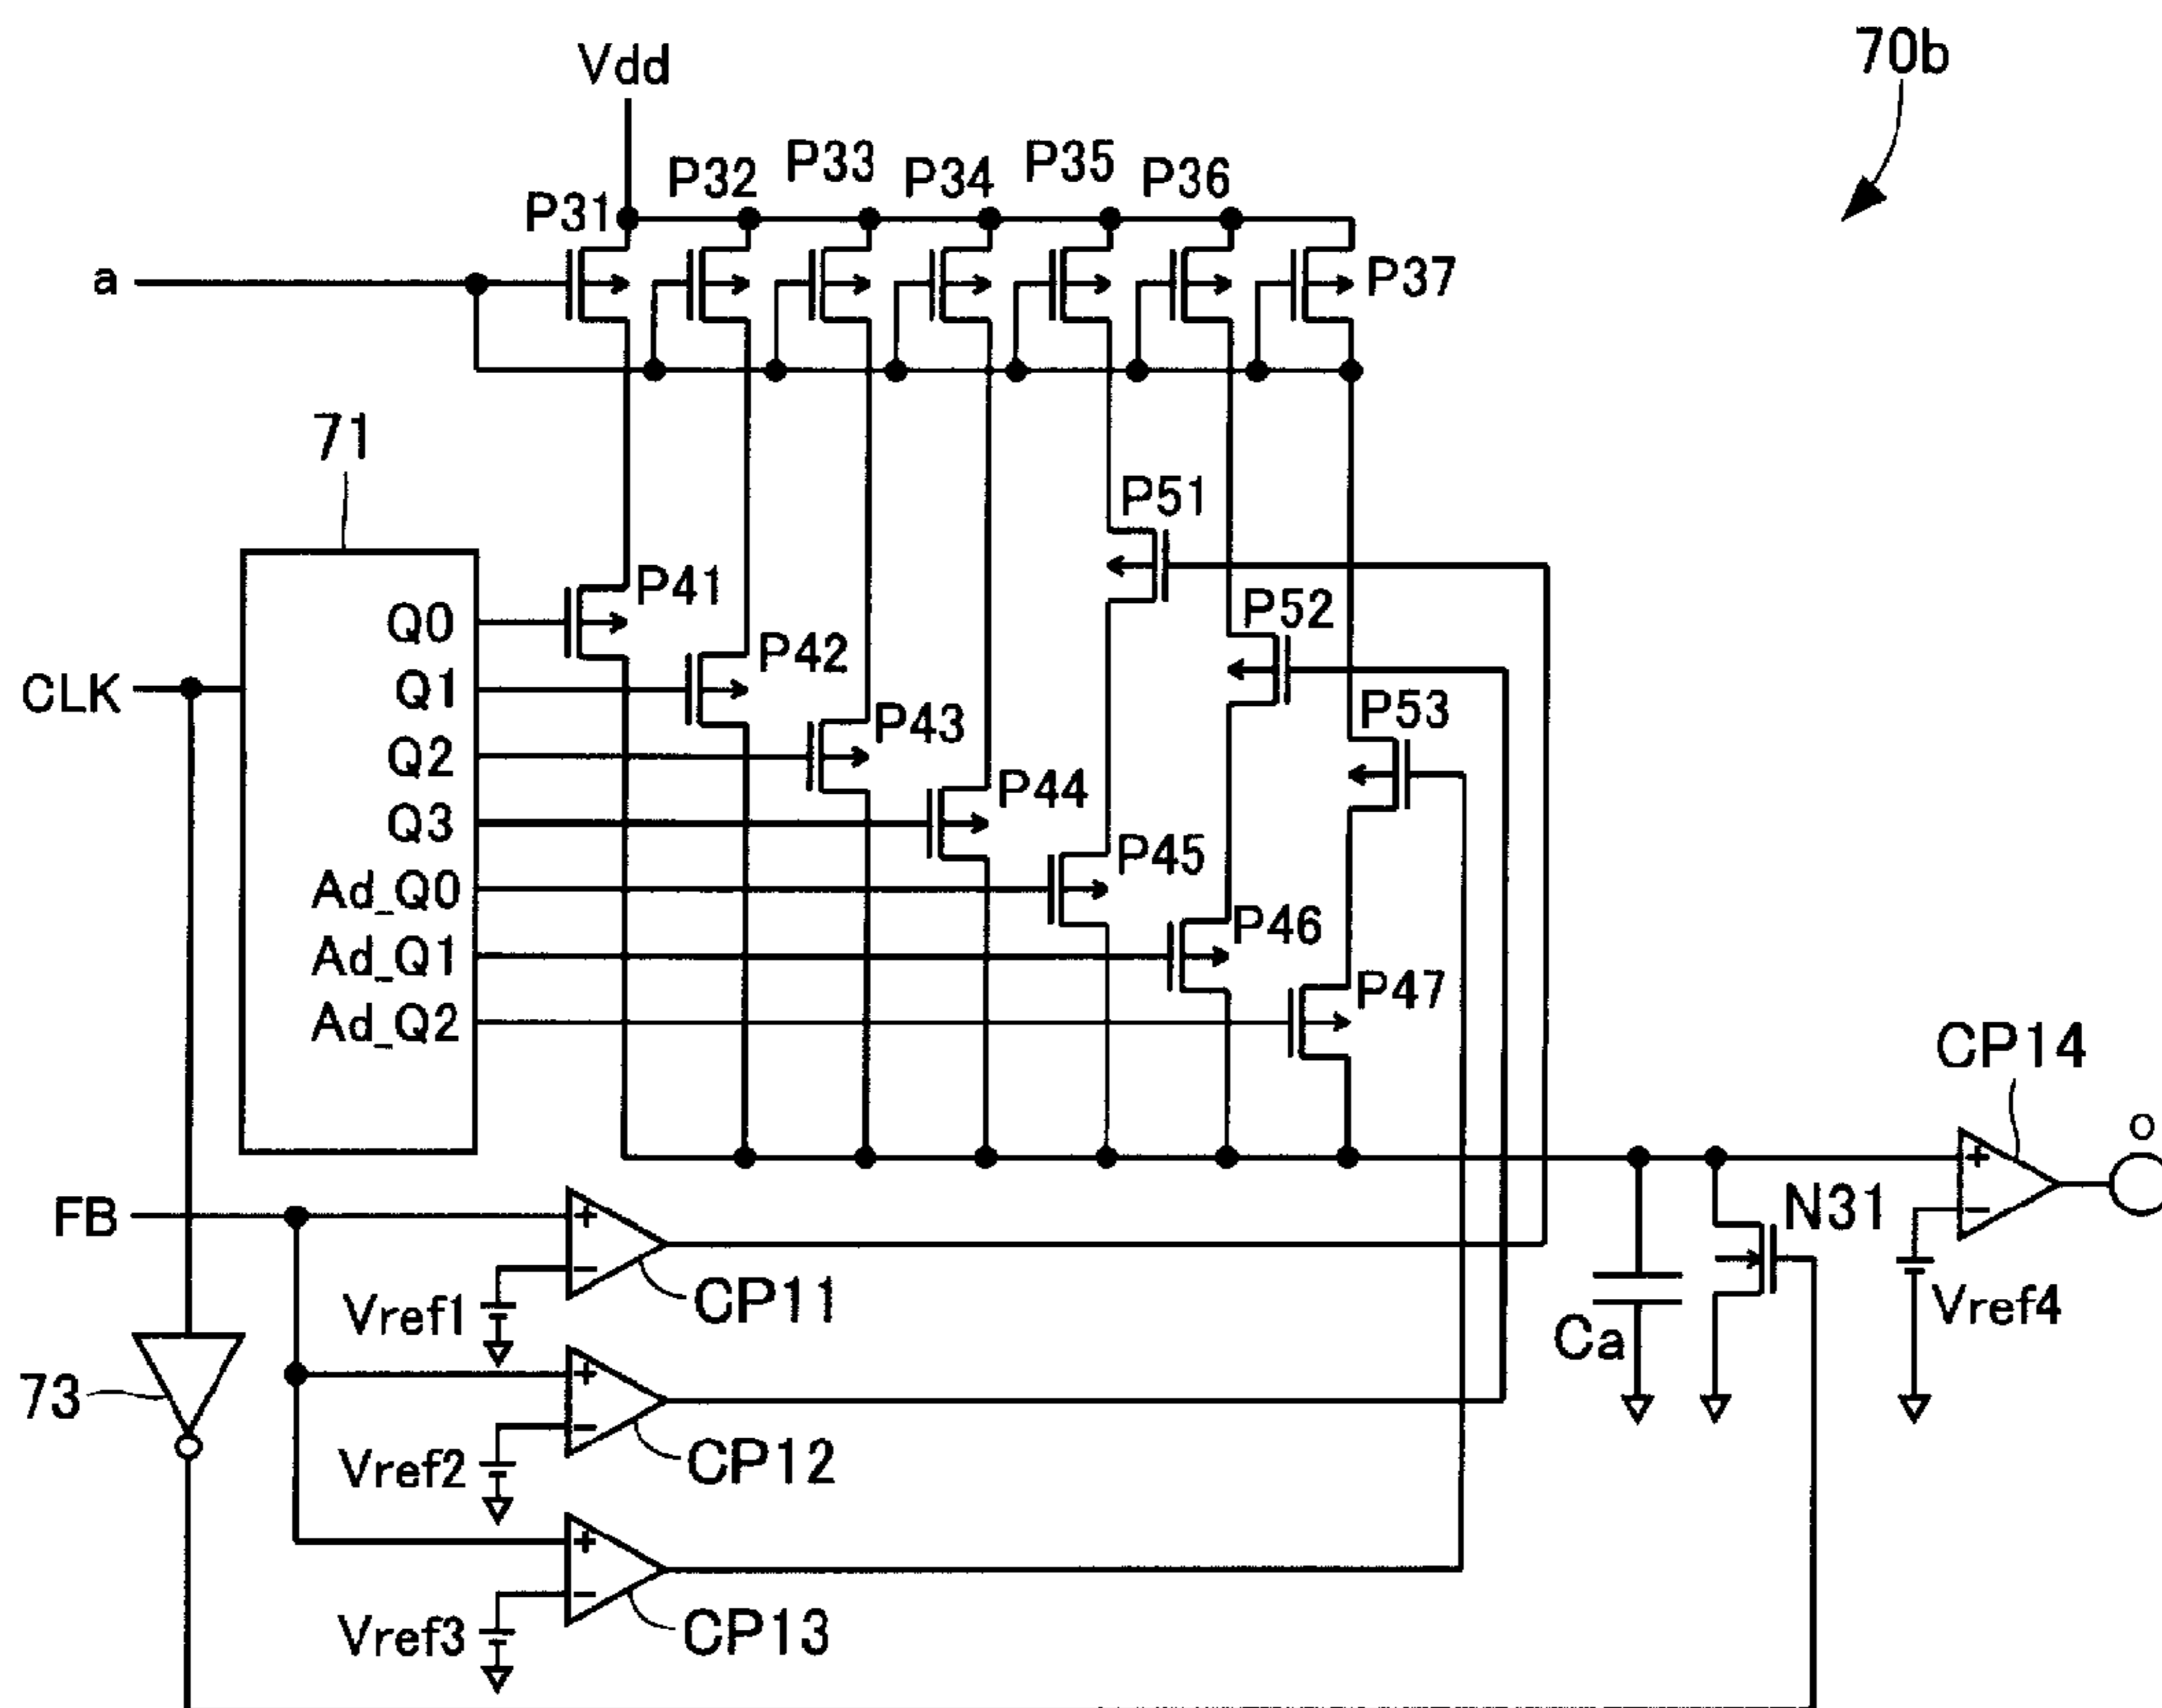 70b
Vdd
P31
P32
P33
P34
P35
P36
P37
a
71
P51
P41
P52
Q0
CLK
P42
Q1
P53
P43
Q2
P44
Q3
P45
Ad_Q0
P46
Ad_Q1
P47
Ad_Q2
CP14
o
+
−
FB
+
−
N31
CP11
Vref1
Vref4
Ca
+
−
73
CP12
Vref2
+
−
CP13
Vref3